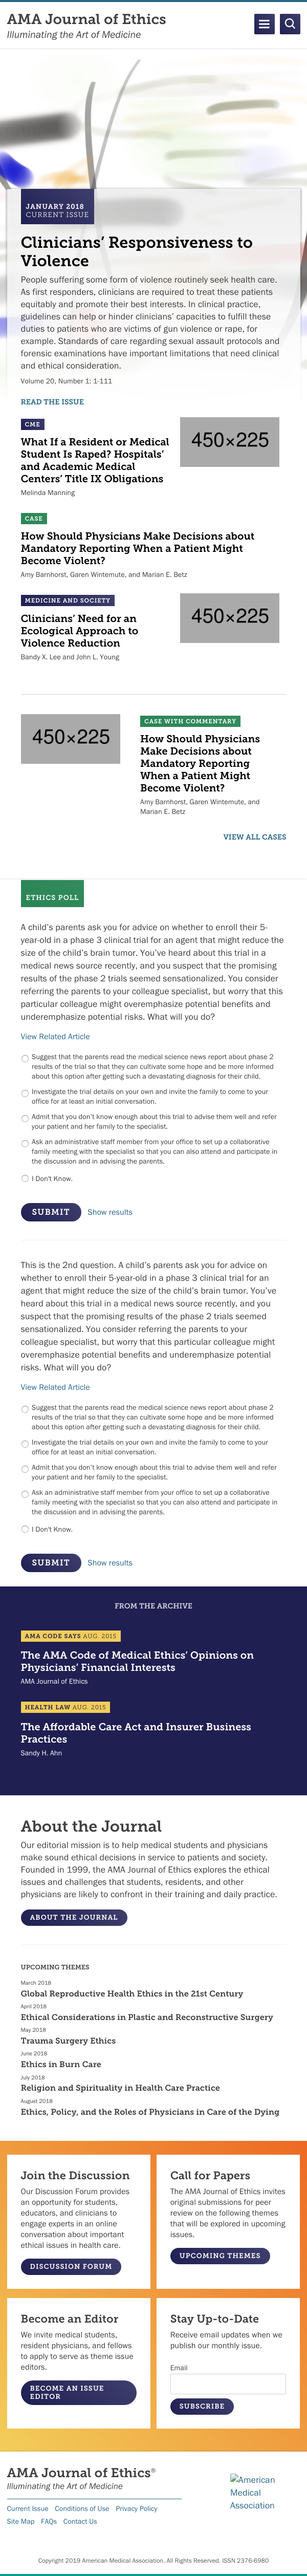 AMA Journal of Ethics
Illuminating the Art of Medicine
JANUARY 2018
CURRENT ISSUE
Clinicians’ Responsiveness to
Violence
People suffering some form of violence routinely seek health care.
As first responders, clinicians are required to treat these patients
equitably and promote their best interests. In clinical practice,
guidelines can help or hinder clinicians’ capacities to fulfill these
duties to patients who are victims of gun violence or rape, for
example. Standards of care regarding sexual assault protocols and
forensic examinations have important limitations that need clinical
and ethical consideration.
Volume 20, Number 1: 1-111
READ THE ISSUE
CME
What If a Resident or Medical
Student Is Raped? Hospitals’
and Academic Medical
Centers’ Title IX Obligations
Melinda Manning
450×225
CASE
How Should Physicians Make Decisions about
Mandatory Reporting When a Patient Might
Become Violent?
Amy Barnhorst, Garen Wintemute, and Marian E. Betz
MEDICINE AND SOCIETY
Clinicians’ Need for an
Ecological Approach to
Violence Reduction
Bandy X. Lee and John L. Young
450×225
450×225
CASE WITH COMMENTARY
How Should Physicians
Make Decisions about
Mandatory Reporting
When a Patient Might
Become Violent?
Amy Barnhorst, Garen Wintemute, and
Marian E. Betz
VIEW ALL CASES
ETHICS POLL
A child’s parents ask you for advice on whether to enroll their 5-
year-old in a phase 3 clinical trial for an agent that might reduce the
size of the child’s brain tumor. You’ve heard about this trial in a
medical news source recently, and you suspect that the promising
results of the phase 2 trials seemed sensationalized. You consider
referring the parents to your colleague specialist, but worry that this
particular colleague might overemphasize potential benefits and
underemphasize potential risks. What will you do?
View Related Article
Suggest that the parents read the medical science news report about phase 2
results of the trial so that they can cultivate some hope and be more informed
about this option after getting such a devastating diagnosis for their child.
Investigate the trial details on your own and invite the family to come to your
office for at least an initial conversation.
Admit that you don’t know enough about this trial to advise them well and refer
your patient and her family to the specialist.
Ask an administrative staff member from your office to set up a collaborative
family meeting with the specialist so that you can also attend and participate in
the discussion and in advising the parents.
I Don't Know.
SUBMIT Show results
This is the 2nd question. A child’s parents ask you for advice on
whether to enroll their 5-year-old in a phase 3 clinical trial for an
agent that might reduce the size of the child’s brain tumor. You’ve
heard about this trial in a medical news source recently, and you
suspect that the promising results of the phase 2 trials seemed
sensationalized. You consider referring the parents to your
colleague specialist, but worry that this particular colleague might
overemphasize potential benefits and underemphasize potential
risks. What will you do?
View Related Article
Suggest that the parents read the medical science news report about phase 2
results of the trial so that they can cultivate some hope and be more informed
about this option after getting such a devastating diagnosis for their child.
Investigate the trial details on your own and invite the family to come to your
office for at least an initial conversation.
Admit that you don’t know enough about this trial to advise them well and refer
your patient and her family to the specialist.
Ask an administrative staff member from your office to set up a collaborative
family meeting with the specialist so that you can also attend and participate in
the discussion and in advising the parents.
I Don't Know.
SUBMIT Show results
FROM THE ARCHIVE
AMA CODE SAYS AUG. 2015
The AMA Code of Medical Ethics’ Opinions on
Physicians’ Financial Interests
AMA Journal of Ethics
HEALTH LAW AUG. 2015
The Affordable Care Act and Insurer Business
Practices
Sandy H. Ahn
About the Journal
Our editorial mission is to help medical students and physicians
make sound ethical decisions in service to patients and society.
Founded in 1999, the AMA Journal of Ethics explores the ethical
issues and challenges that students, residents, and other
physicians are likely to confront in their training and daily practice.
ABOUT THE JOURNAL
UPCOMING THEMES
March 2018
Global Reproductive Health Ethics in the 21st Century
April 2018
Ethical Considerations in Plastic and Reconstructive Surgery
May 2018
Trauma Surgery Ethics
June 2018
Ethics in Burn Care
July 2018
Religion and Spirituality in Health Care Practice
August 2018
Ethics, Policy, and the Roles of Physicians in Care of the Dying
Join the Discussion
Our Discussion Forum provides
an opportunity for students,
educators, and clinicians to
engage experts in an online
conversation about important
ethical issues in health care.
DISCUSSION FORUM
Call for Papers
The AMA Journal of Ethics invites
original submissions for peer
review on the following themes
that will be explored in upcoming
issues.
UPCOMING THEMES
Become an Editor
We invite medical students,
resident physicians, and fellows
to apply to serve as theme issue
editors.
BECOME AN ISSUE
EDITOR
Stay Up-to-Date
Receive email updates when we
publish our monthly issue.
Email
SUBSCRIBE
AMA Journal of Ethics®
Illuminating the Art of Medicine
Current Issue Conditions of Use Privacy Policy
Site Map FAQs Contact Us
American
Medical
Association
Copyright 2019 American Medical Association. All Rights Reserved. ISSN 2376-6980